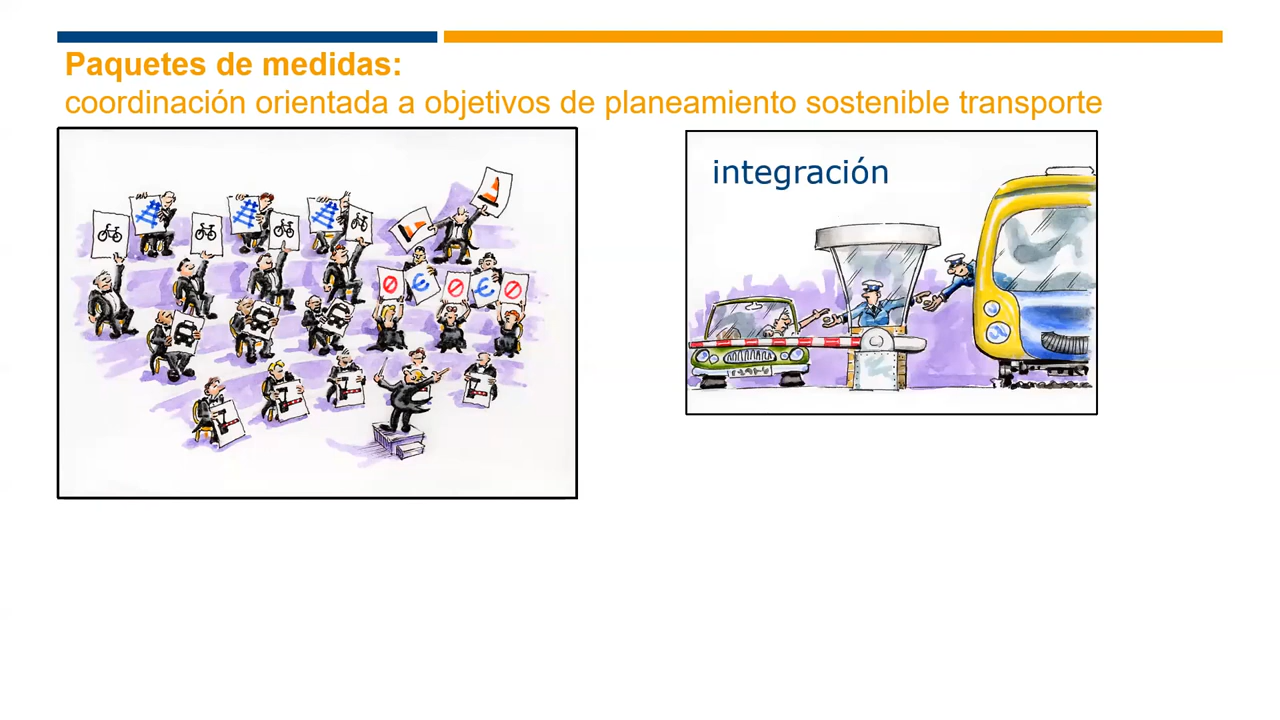 Paquetes de medidas:
coordinación orientada a objetivos de planeamiento sostenible transporte
integración
€
€